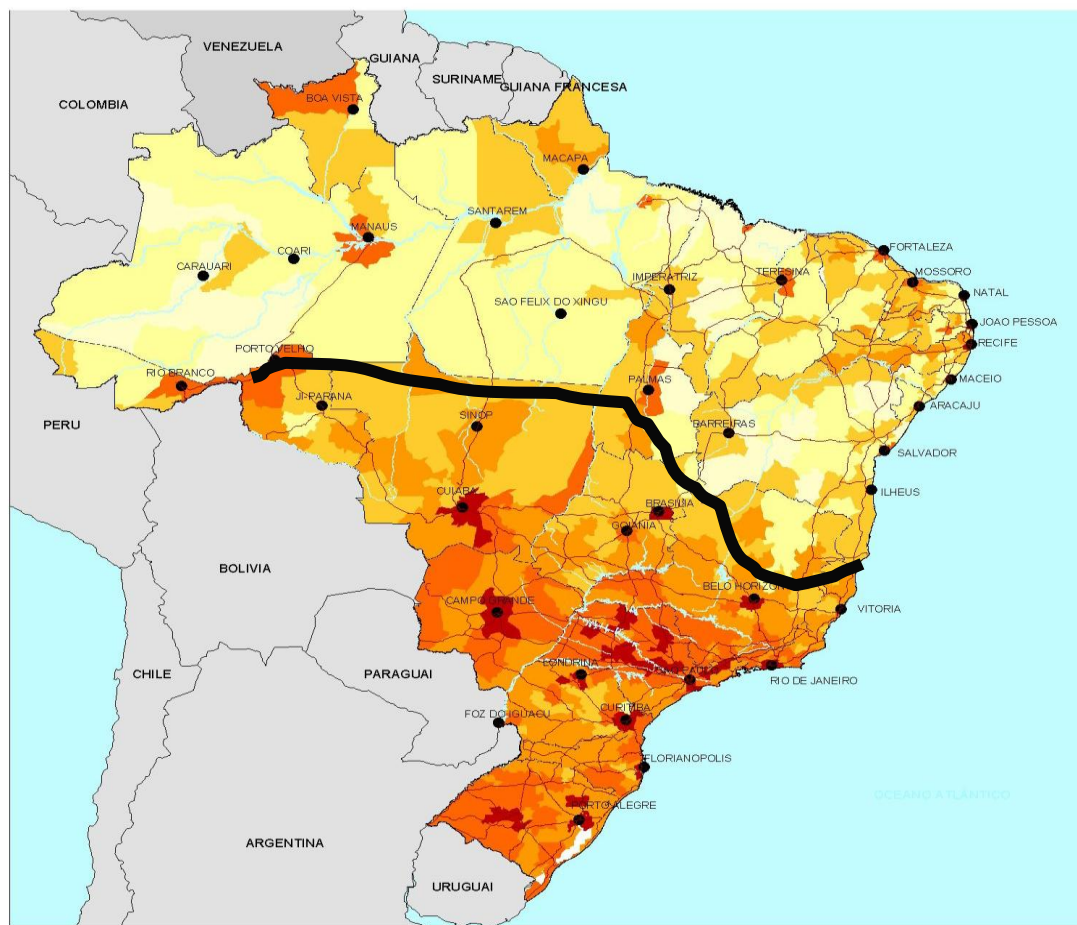 VENEZUELA
GUIANA
SURINAME
GUIANA FRANCESA
COLOMBIA
BOA VISTA
MACAPA
SANTAREM
MANAUS
COARI
CARAUARI
FORTALEZA
IMPERATRIZ
TERESINA
MOSSORO
NATAL
SAO FELIX DO XINGU
JOAO PESSOA
RECIFE
PORTO VELHO
RIO BRANCO
PALMAS
MACEIO
JI-PARANA
ARACAJU
SINOP
BARREIRAS
PERU
SALVADOR
CUIABA
ILHEUS
BRASILIA
GOIANIA
BOLIVIA
BELO HORIZON
CAMPO GRANDE
VITORIA
LONDRINA
CHILE
PARAGUAI
RIO DE JANEIRO
FOZ DO IGUACU
CURITIBA
FLORIANOPOLIS
OCEANO ATLÂNTICO
PORTO ALEGRE
ARGENTINA
URUGUAI